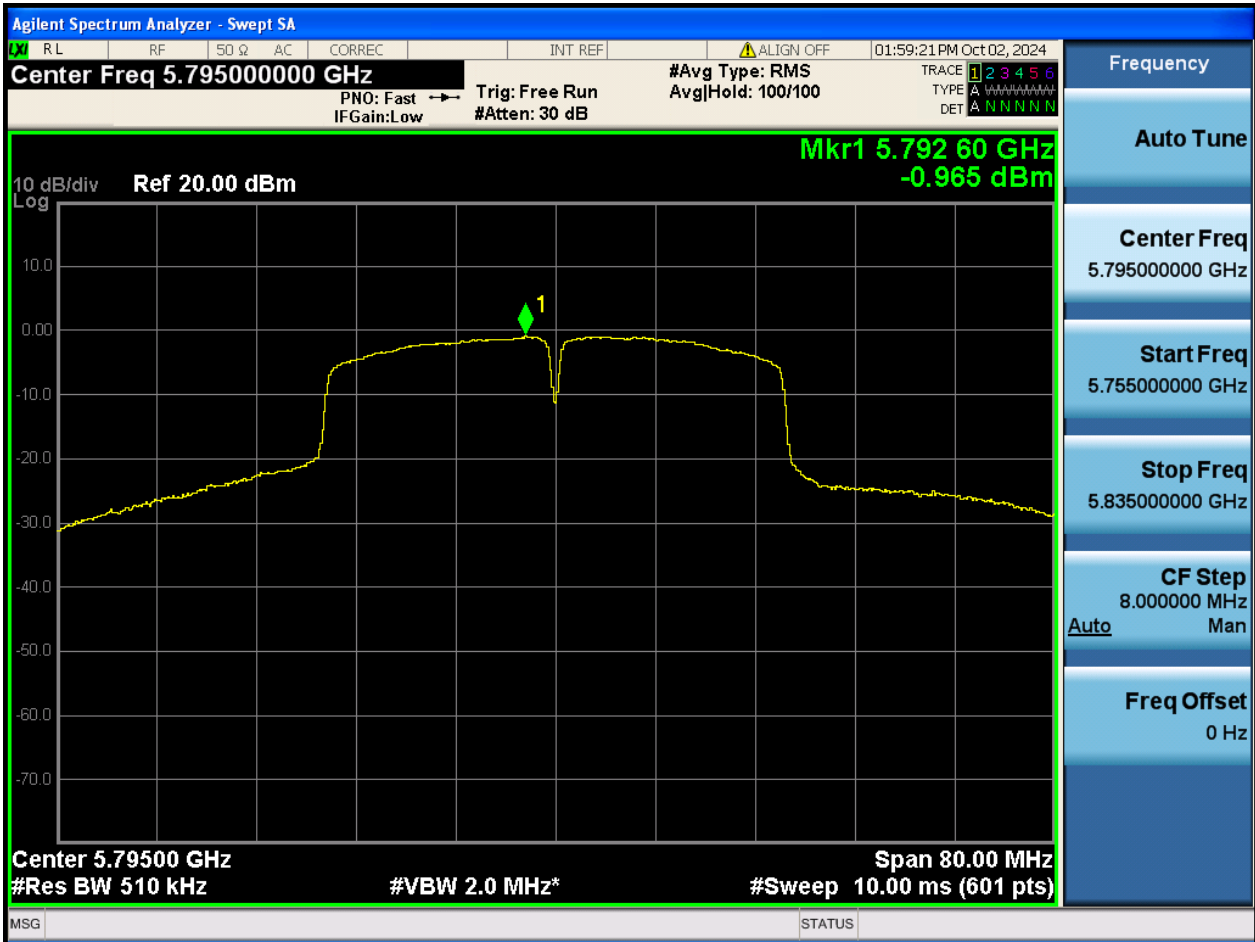 Agilent Spectrum Analyzer - Swept SA
LXI RL RF 50 Ω AC CORREC INT REF ALIGN OFF 01:59:21 PM Oct 02, 2024
Center Freq 5.795000000 GHz
PNO: Fast
IFGain:Low
Trig: Free Run
#Atten: 30 dB
#Avg Type: RMS
Avg|Hold: 100/100
TRACE 1 2 3 4 5 6
TYPE A WWWWW
DET A N N N N N
Mkr1 5.792 60 GHz
-0.965 dBm
10 dB/div Ref 20.00 dBm
Log
10.0
0.00
1
-10.0
-20.0
-30.0
-40.0
-50.0
-60.0
-70.0
Center 5.79500 GHz Span 80.00 MHz
#Res BW 510 kHz #VBW 2.0 MHz* #Sweep 10.00 ms (601 pts)
MSG STATUS
Frequency
Auto Tune
Center Freq
5.795000000 GHz
Start Freq
5.755000000 GHz
Stop Freq
5.835000000 GHz
CF Step
8.000000 MHz
Auto Man
Freq Offset
0 Hz